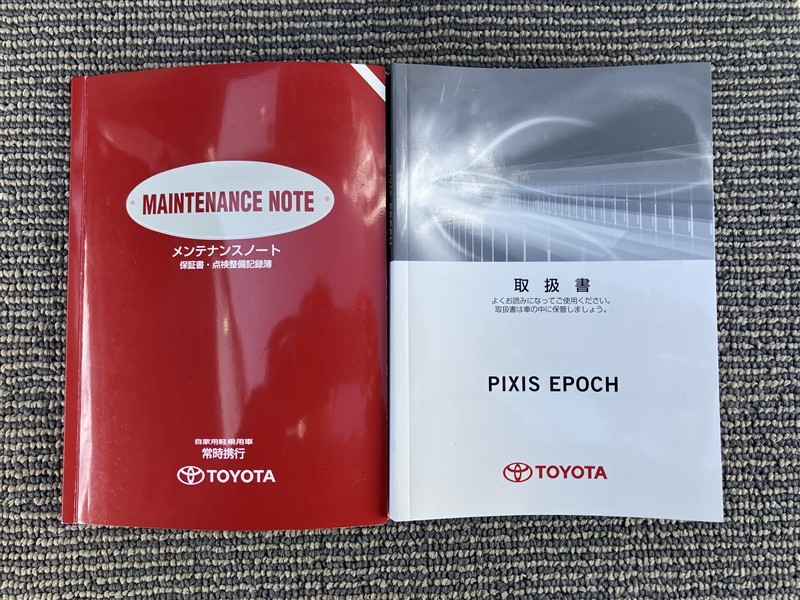 MAINTENANCE NOTE
メンテナンスノート
保証書・点検整備記録簿
自家用軽乗用車
常時携行
TOYOTA
取扱書
よくお読みになってご使用ください。
取扱書は車の中に保管しましょう。
PIXIS EPOCH
TOYOTA